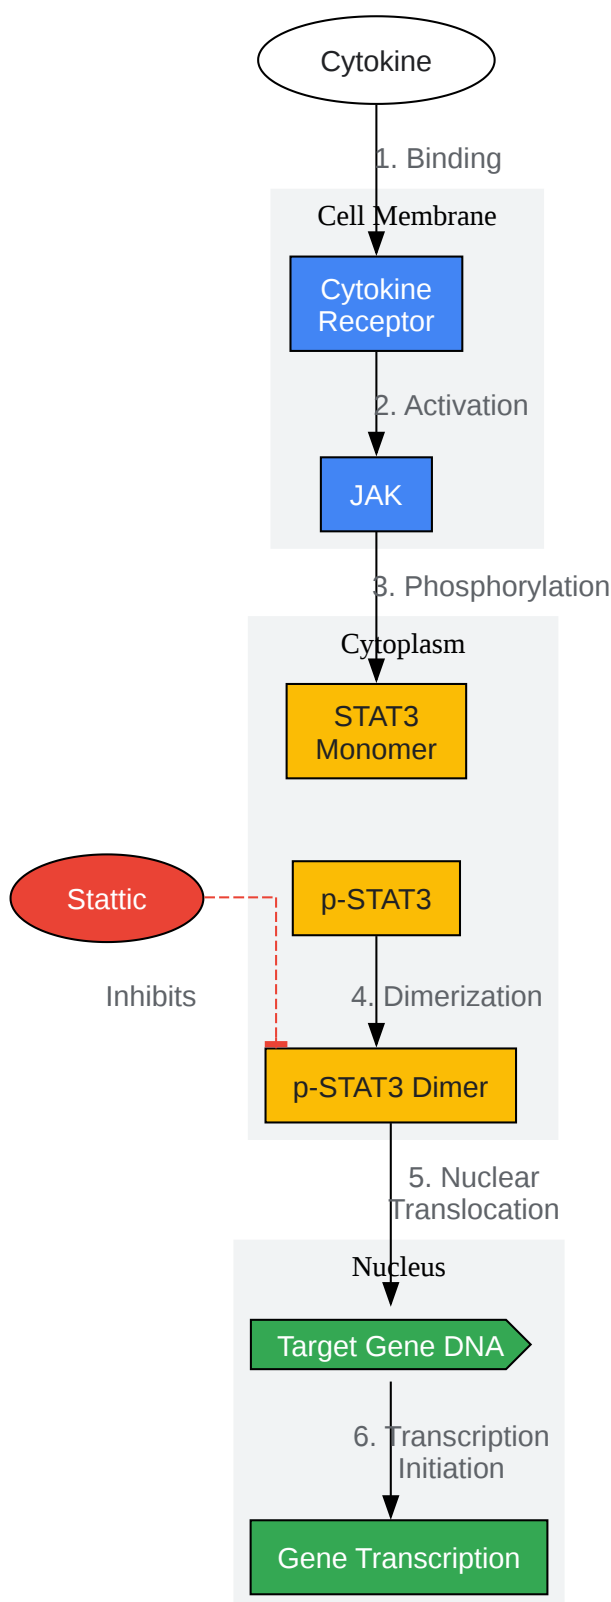 Cytokine
1. Binding
Cell Membrane
Cytokine
Receptor
2. Activation
JAK
3. Phosphorylation
Cytoplasm
STAT3
Monomer
Stattic
p-STAT3
Inhibits
4. Dimerization
p-STAT3 Dimer
5. Nuclear
Translocation
Nucleus
Target Gene DNA
6. Transcription
Initiation
Gene Transcription